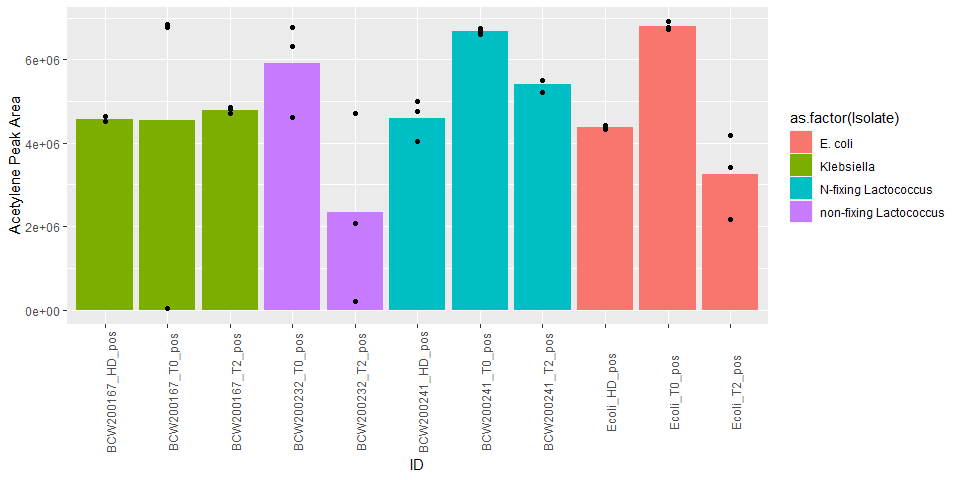 Acetylene Peak Area
6e+06
4e+06
2e+06
0e+00
BCW200167_HD_pos
BCW200167_T0_pos
BCW200167_T2_pos
BCW200232_T0_pos
BCW200232_T2_pos
BCW200241_HD_pos
BCW200241_T0_pos
BCW200241_T2_pos
Ecoli_HD_pos
Ecoli_T0_pos
Ecoli_T2_pos
ID
as.factor(Isolate)
E. coli
Klebsiella
N-fixing Lactococcus
non-fixing Lactococcus